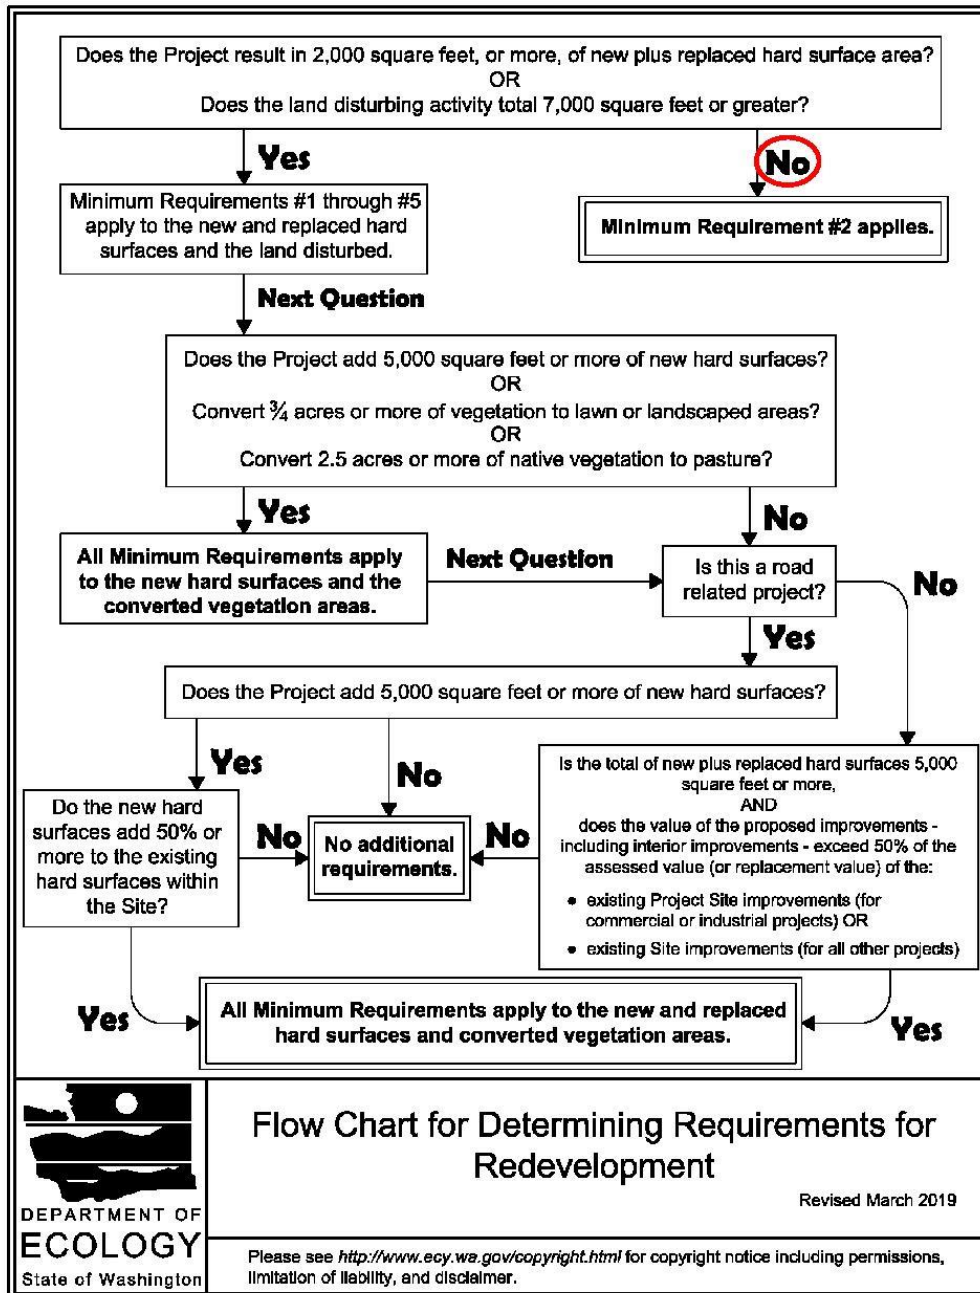 Does the Project result in 2,000 square feet, or more, of new plus replaced hard surface area?
OR
Does the land disturbing activity total 7,000 square feet or greater?
Yes
No
Minimum Requirements #1 through #5
apply to the new and replaced hard
surfaces and the land disturbed.
Minimum Requirement #2 applies.
Next Question
Does the Project add 5,000 square feet or more of new hard surfaces?
OR
Convert ¾ acres or more of vegetation to lawn or landscaped areas?
OR
Convert 2.5 acres or more of native vegetation to pasture?
Yes
No
All Minimum Requirements apply
to the new hard surfaces and the
converted vegetation areas.
Next Question
Is this a road
related project?
No
Yes
Does the Project add 5,000 square feet or more of new hard surfaces?
Yes
No
Do the new hard
surfaces add 50% or
more to the existing
hard surfaces within
the Site?
No
No additional
requirements.
No
Is the total of new plus replaced hard surfaces 5,000
square feet or more,
AND
does the value of the proposed improvements -
including interior improvements - exceed 50% of the
assessed value (or replacement value) of the:
• existing Project Site improvements (for
commercial or industrial projects) OR
• existing Site improvements (for all other projects)
Yes
All Minimum Requirements apply to the new and replaced
hard surfaces and converted vegetation areas.
Yes
DEPARTMENT OF
ECOLOGY
State of Washington
Flow Chart for Determining Requirements for
Redevelopment
Revised March 2019
Please see http://www.ecy.wa.gov/copyright.html for copyright notice including permissions,
limitation of liability, and disclaimer.